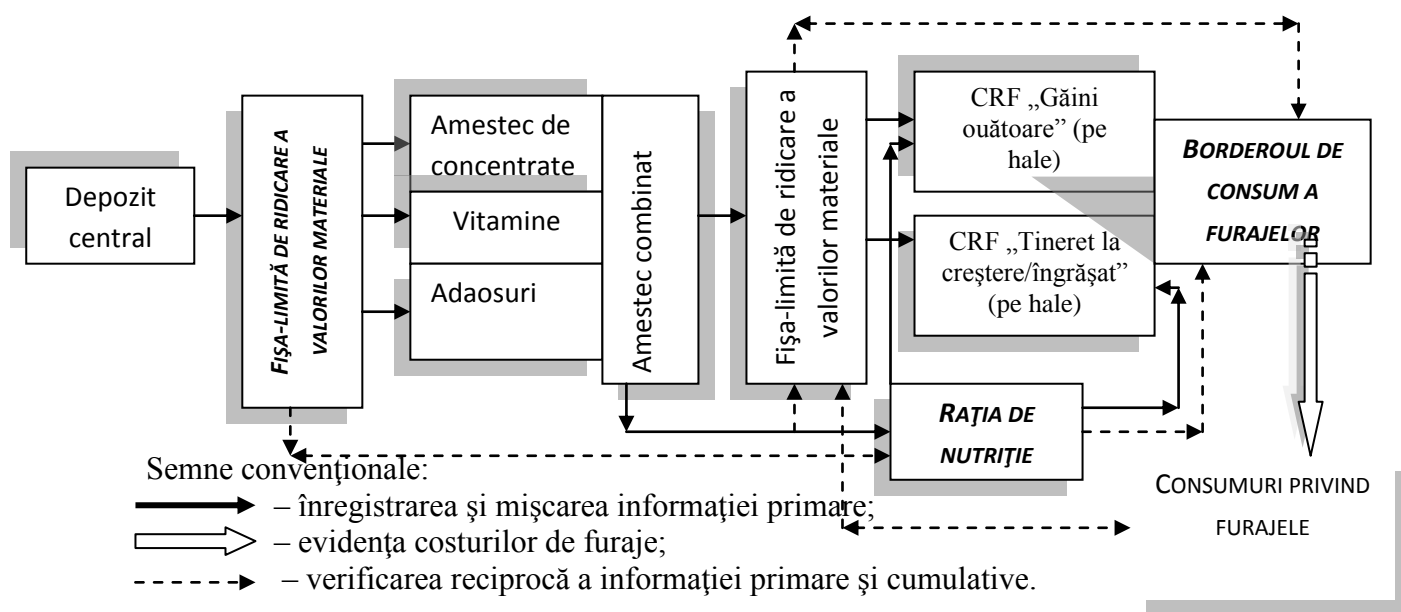 Depozit
central
FIŞA-LIMITĂ DE RIDICARE A
VALORILOR MATERIALE
Amestec de
concentrate
Vitamine
Adaosuri
Amestec combinat
Fişa-limită de ridicare a
valorilor materiale
CRF „Găini
ouătoare” (pe
hale)
CRF „Tineret la
creştere/îngrăşat”
(pe hale)
RAŢIA DE
NUTRIŢIE
BORDEROUL DE
CONSUM A
FURAJELOR
CONSUMURI PRIVIND
FURAJELE
Semne convenţionale:
– înregistrarea şi mişcarea informaţiei primare;
– evidenţa costurilor de furaje;
– verificarea reciprocă a informaţiei primare şi cumulative.